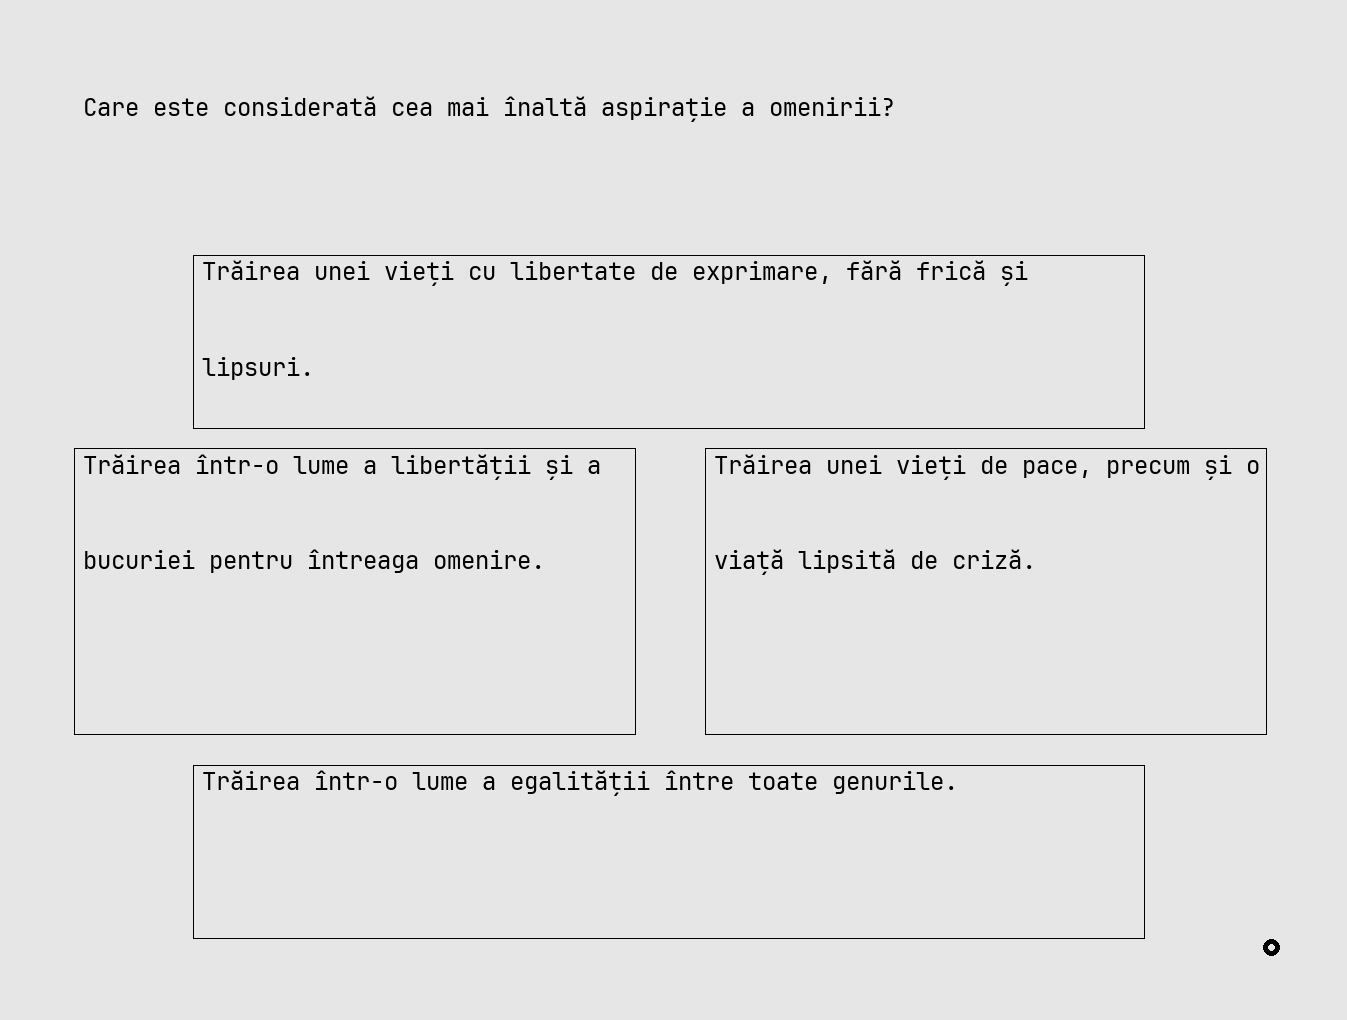 Care este considerată cea mai înaltă aspirație a omenirii?
Trăirea unei vieți cu libertate de exprimare, fără frică și
lipsuri.
Trăirea într-o lume a libertății și a
bucuriei pentru întreaga omenire.
Trăirea unei vieți de pace, precum și o
viață lipsită de criză.
Trăirea într-o lume a egalității între toate genurile.